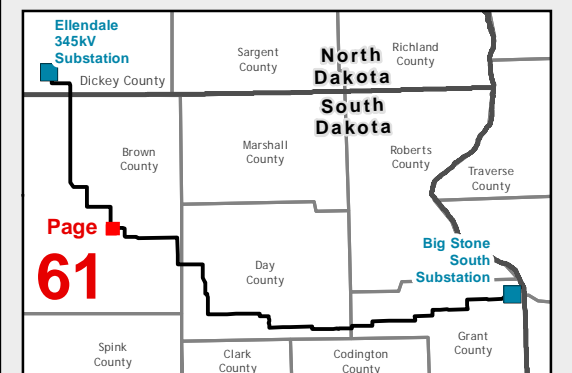 Ellendale
345kV
Substation
Dickey County
Sargent
County
North
Dakota
Richland
County
South
Dakota
Brown
County
Marshall
County
Roberts
County
Traverse
County
Page
61
Day
County
Big Stone
South
Substation
Spink
County
Clark
County
Codington
County
Grant
County